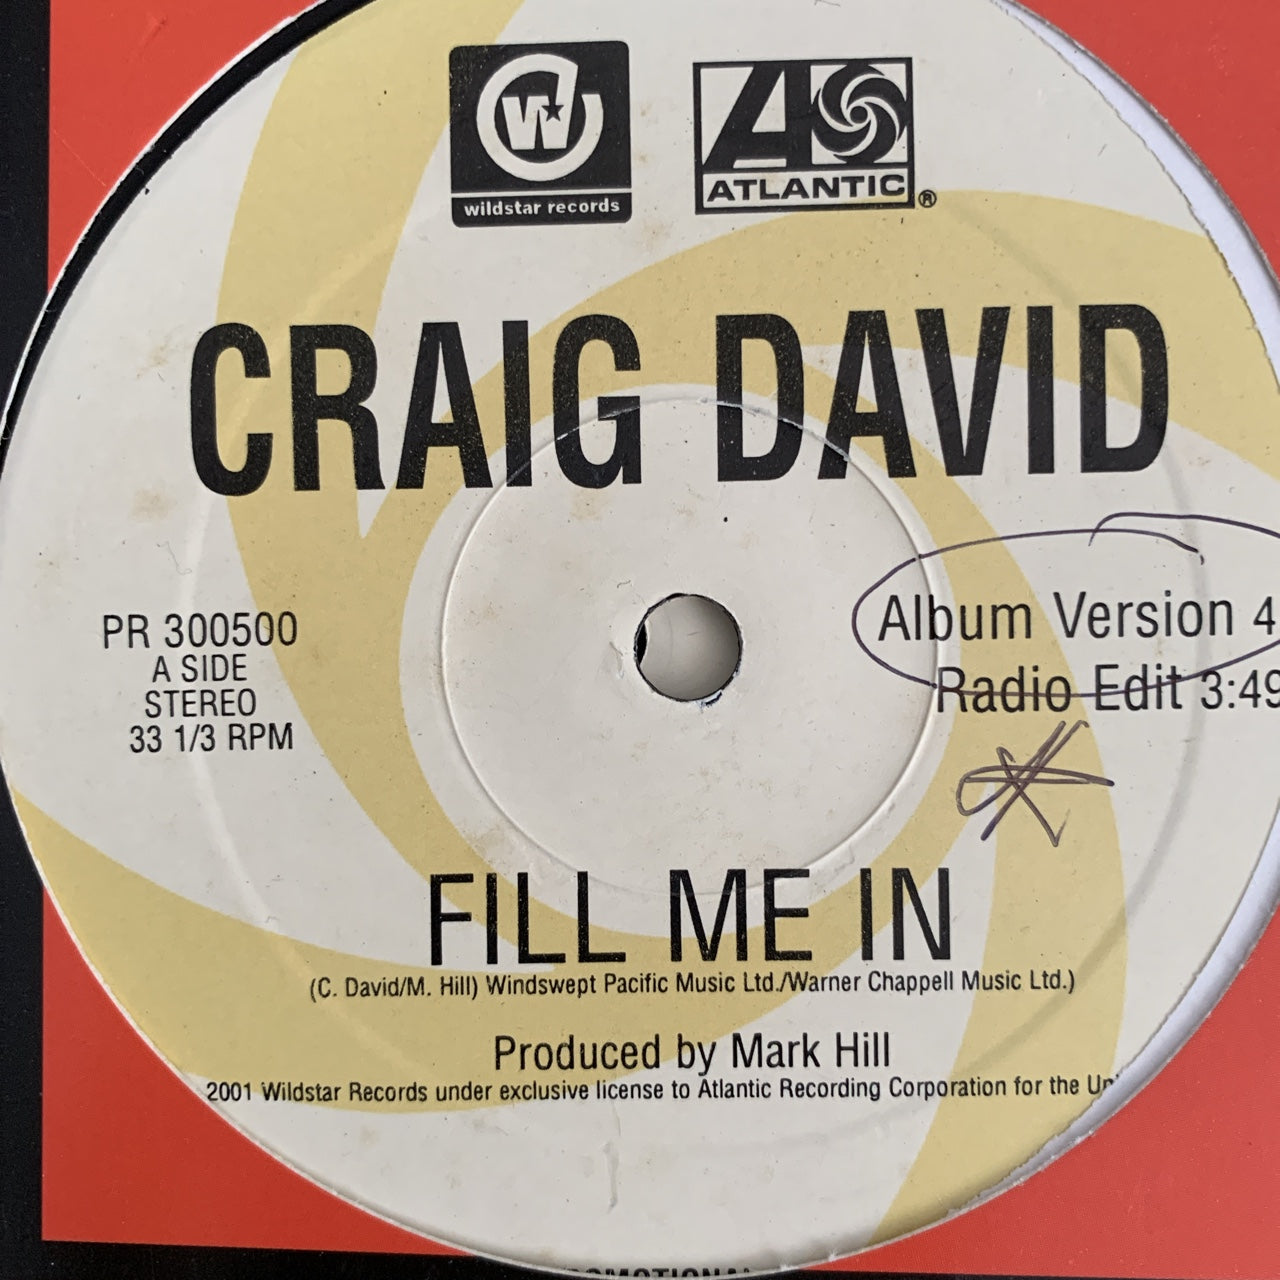 wildstar records
ATLANTIC®
CRAIG DAVID
PR 300500
A SIDE
STEREO
33 1/3 RPM
Album Version 4
Radio Edit 3:49
FILL ME IN
(C. David/M. Hill) Windswept Pacific Music Ltd./Warner Chappell Music Ltd.)
Produced by Mark Hill
2001 Wildstar Records under exclusive license to Atlantic Recording Corporation for the